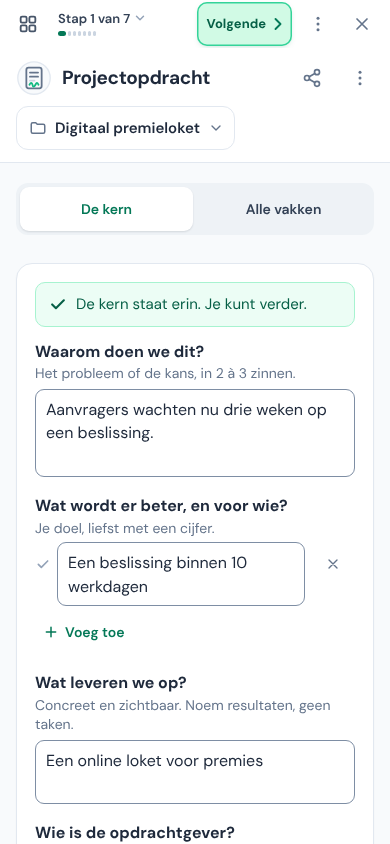 Stap 1 van 7
Volgende
Projectopdracht
Digitaal premieloket
De kern
Alle vakken
De kern staat erin. Je kunt verder.
Waarom doen we dit?
Het probleem of de kans, in 2 à 3 zinnen.
Aanvragers wachten nu drie weken op
een beslissing.
Wat wordt er beter, en voor wie?
Je doel, liefst met een cijfer.
Een beslissing binnen 10
werkdagen
Voeg toe
Wat leveren we op?
Concreet en zichtbaar. Noem resultaten, geen
taken.
Een online loket voor premies
Wie is de opdrachtgever?